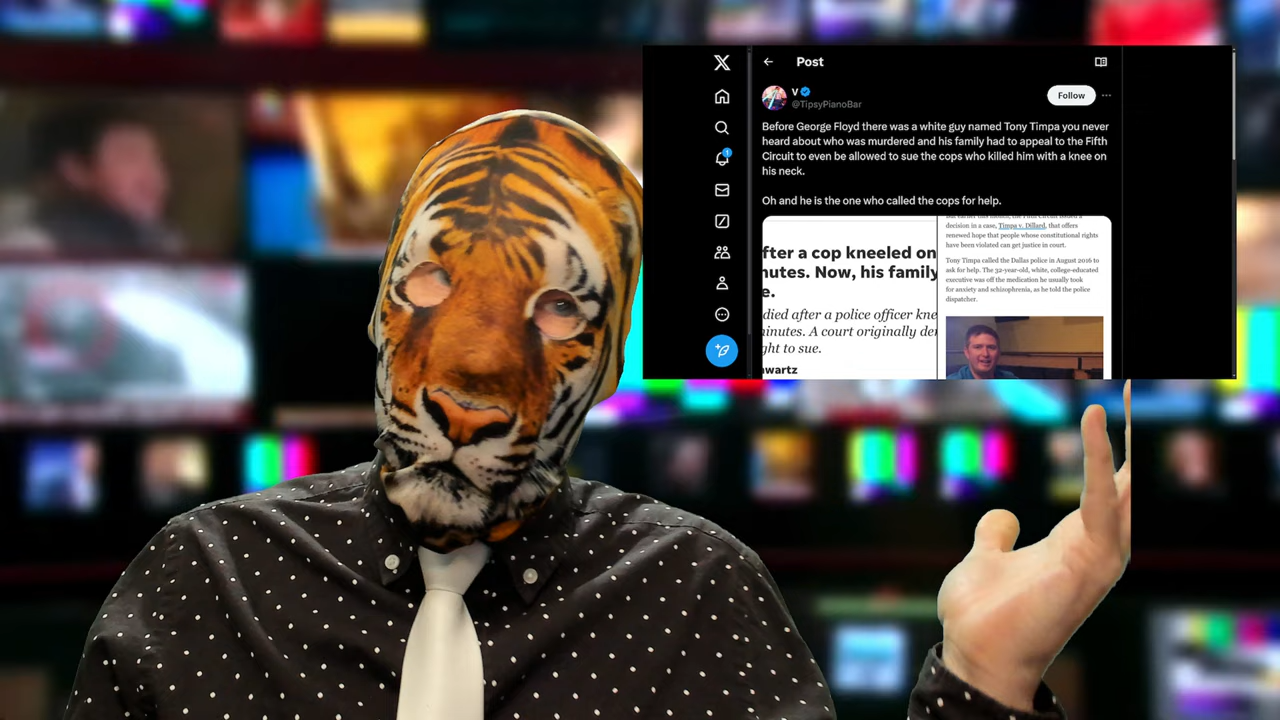 Post
V
@TipsyPianoBar
Follow
Before George Floyd there was a white guy named Tony Timpa you never
heard about who was murdered and his family had to appeal to the Fifth
Circuit to even be allowed to sue the cops who killed him with a knee on
his neck.
Oh and he is the one who called the cops for help.
fter a cop kneeled on
nutes. Now, his family
e.
died after a police officer kne
inutes. A court originally de
ght to sue.
wartz
decision in a case, Timpa v. Dillard, that offers
renewed hope that people whose constitutional rights
have been violated can get justice in court.
Tony Timpa called the Dallas police in August 2016 to
ask for help. The 32-year-old, white, college-educated
executive was off the medication he usually took
for anxiety and schizophrenia, as he told the police
dispatcher.